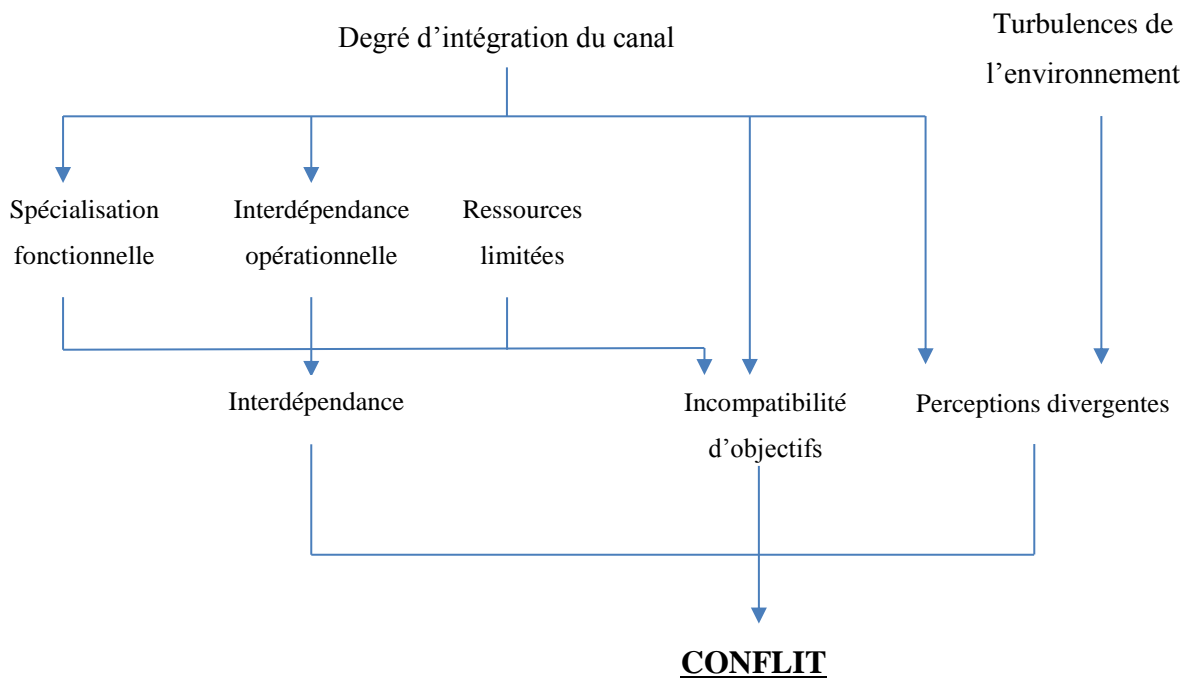 Degré d’intégration du canal
Turbulences de
l’environnement
Spécialisation
fonctionnelle
Interdépendance
opérationnelle
Ressources
limitées
Interdépendance
Incompatibilité
d’objectifs
Perceptions divergentes
CONFLIT